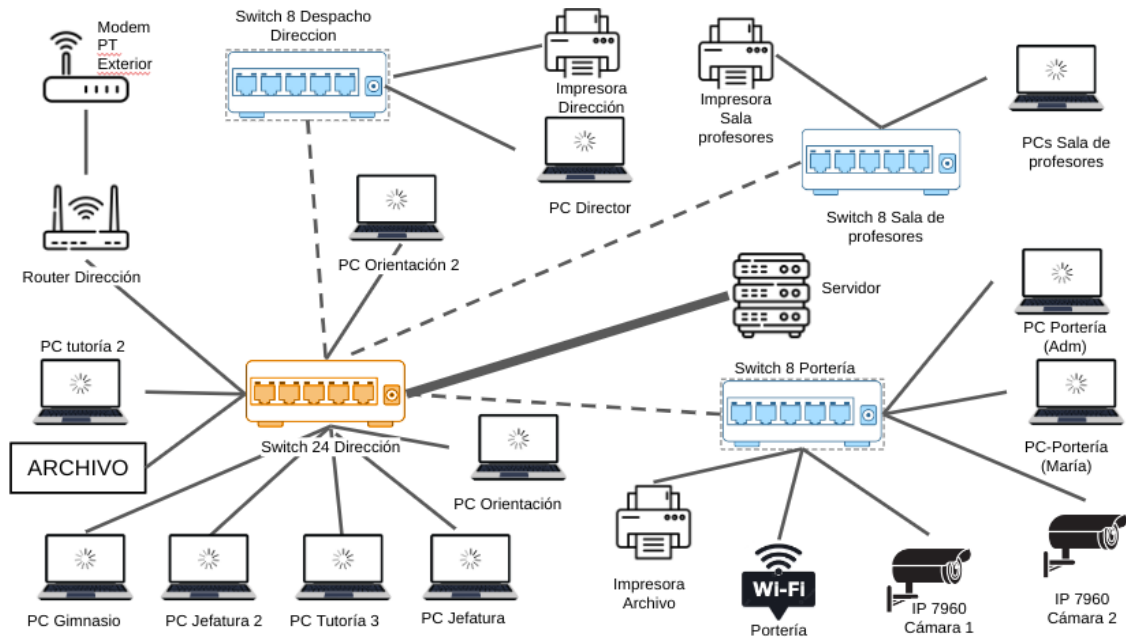 Modem
PT
Exterior
Switch 8 Despacho
Direccion
Impresora
Dirección
Impresora
Sala
profesores
PCs Sala de
profesores
PC Director
Switch 8 Sala de
profesores
Router Dirección
PC Orientación 2
Servidor
PC Portería
(Adm)
PC tutoría 2
Switch 8 Portería
ARCHIVO
Switch 24 Dirección
PC-Portería
(María)
PC Orientación
Impresora
Archivo
Wi-Fi
Portería
IP 7960
Cámara 1
IP 7960
Cámara 2
PC Gimnasio
PC Jefatura 2
PC Tutoría 3
PC Jefatura